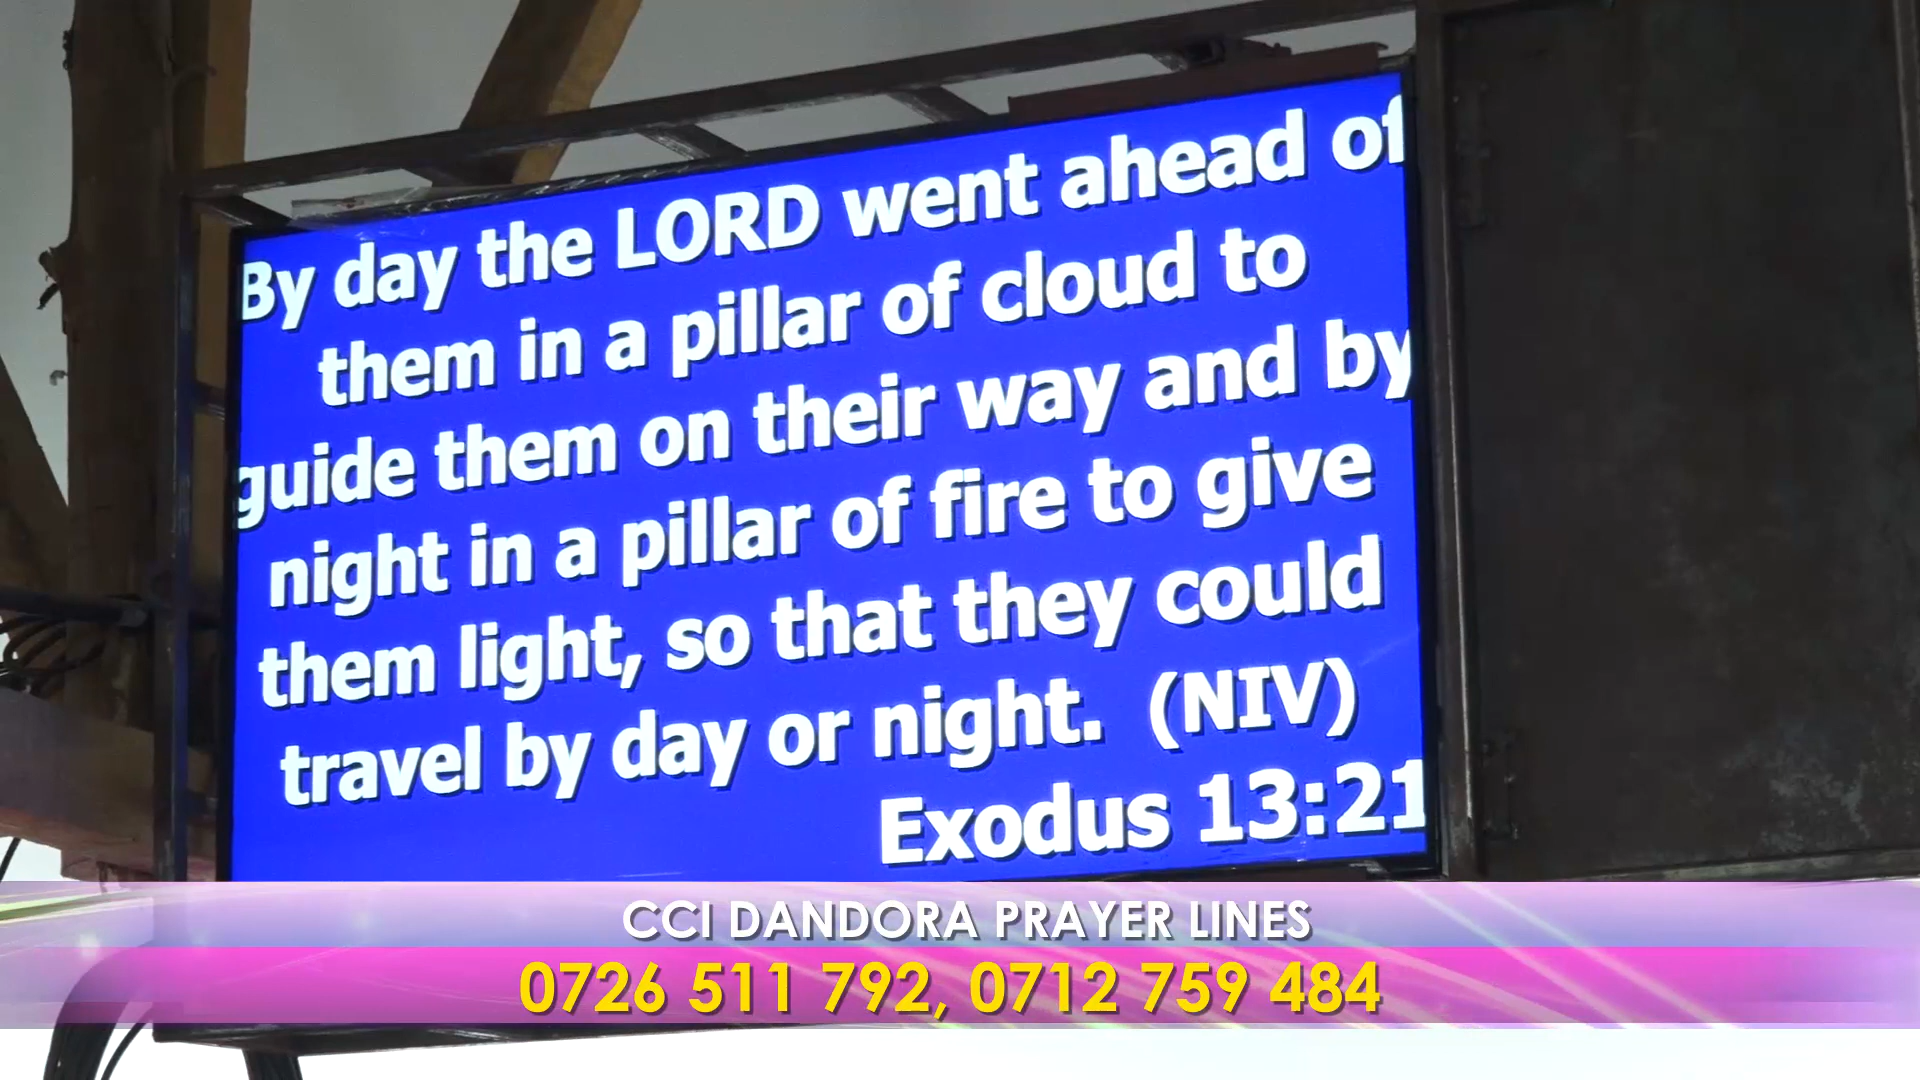 By day the LORD went ahead of
them in a pillar of cloud to
guide them on their way and by
night in a pillar of fire to give
them light, so that they could
travel by day or night. (NIV)
Exodus 13:21
CCI DANDORA PRAYER LINES
0726 511 792, 0712 759 484